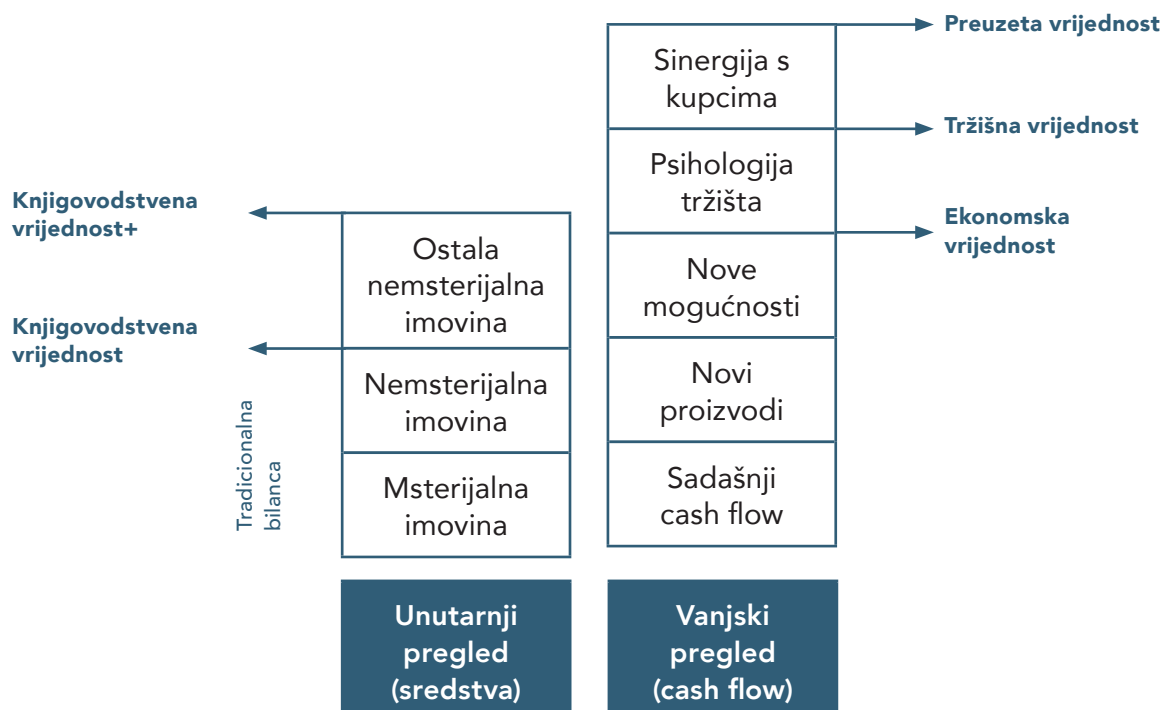 Preuzeta vrijednost
Sinergija s
kupcima
Tržišna vrijednost
Psihologija
tržišta
Knjigovodstvena
vrijednost+
Ekonomska
vrijednost
Ostala
nemsterijalna
imovina
Nove
mogućnosti
Knjigovodstvena
vrijednost
Nemsterijalna
imovina
Novi
proizvodi
Tradicionalna
bilanca
Msterijalna
imovina
Sadašnji
cash flow
Unutarnji
pregled
(sredstva)
Vanjski
pregled
(cash flow)